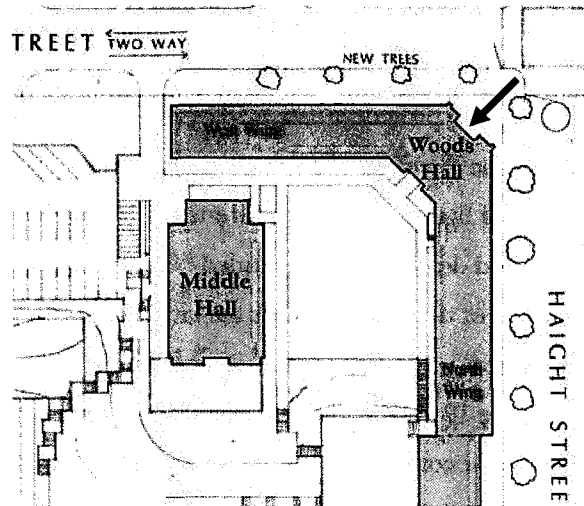 TREET TWO WAY
NEW TREES
West Wing
Woods
Hall
Middle
Hall
North
Wing
HAIGHT STREE